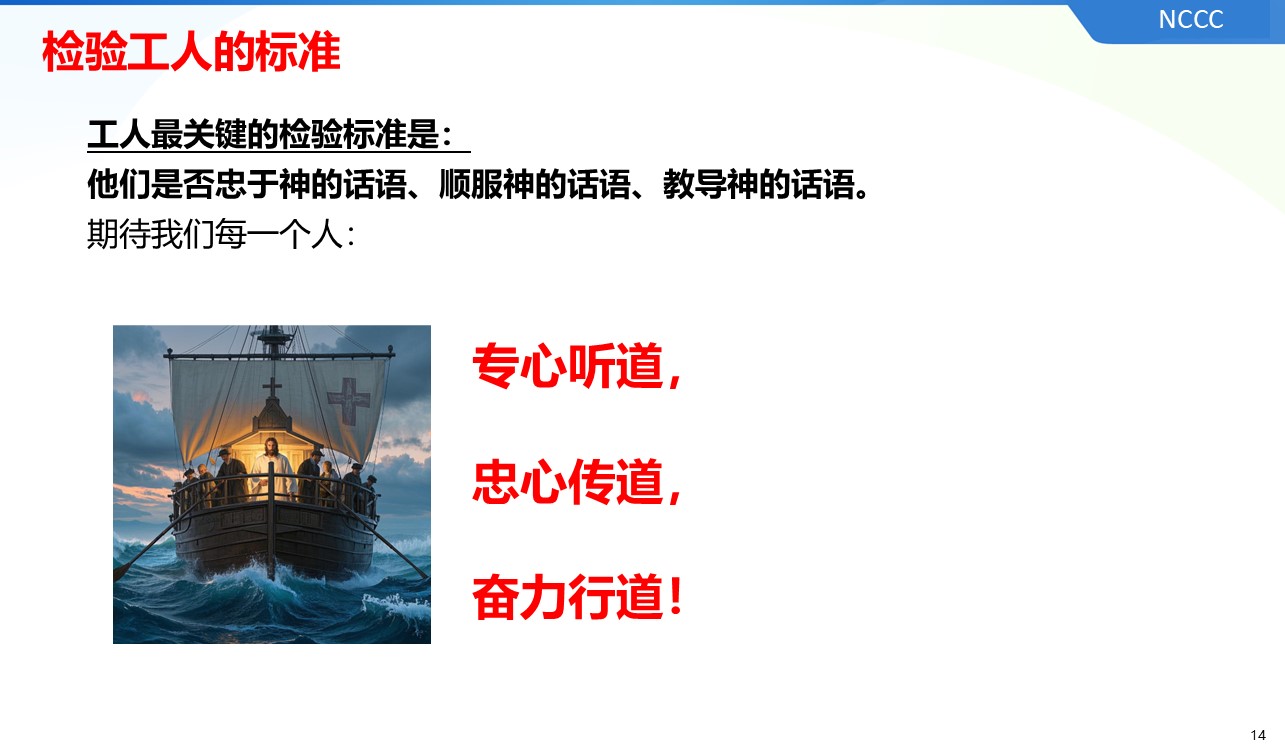 NCCC
检验工人的标准
工人最关键的检验标准是：
他们是否忠于神的话语、顺服神的话语、教导神的话语。
期待我们每一个人：
专心听道，
忠心传道，
奋力行道！
14